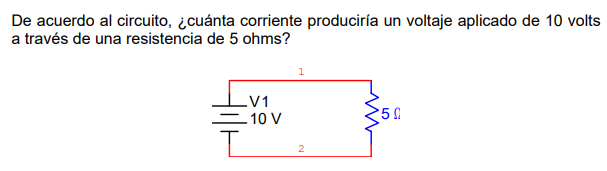 De acuerdo al circuito, ¿cuánta corriente produciría un voltaje aplicado de 10 volts
a través de una resistencia de 5 ohms?
1
V1
10 V
5 Ω
2